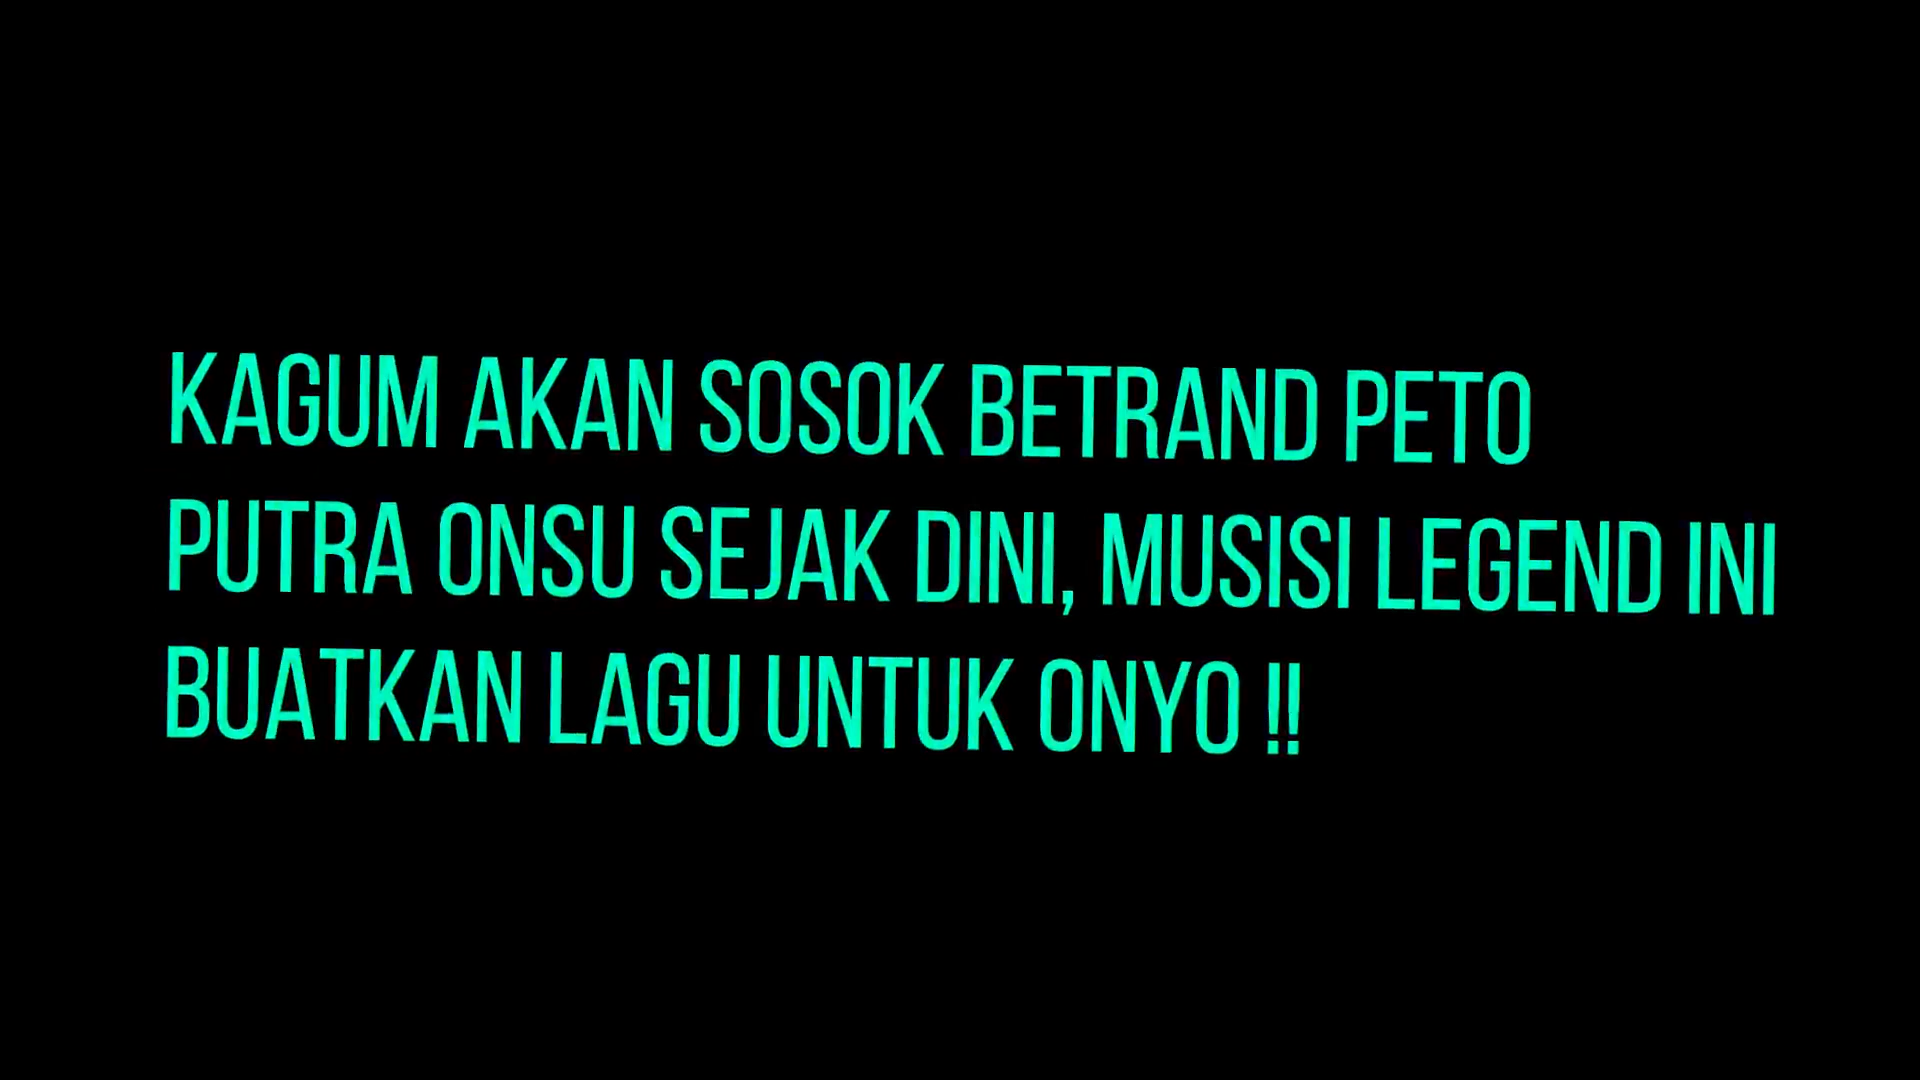 KAGUM AKAN SOSOK BETRAND PETO
PUTRA ONSU SEJAK DINI, MUSISI LEGEND INI
BUATKAN LAGU UNTUK ONYO !!